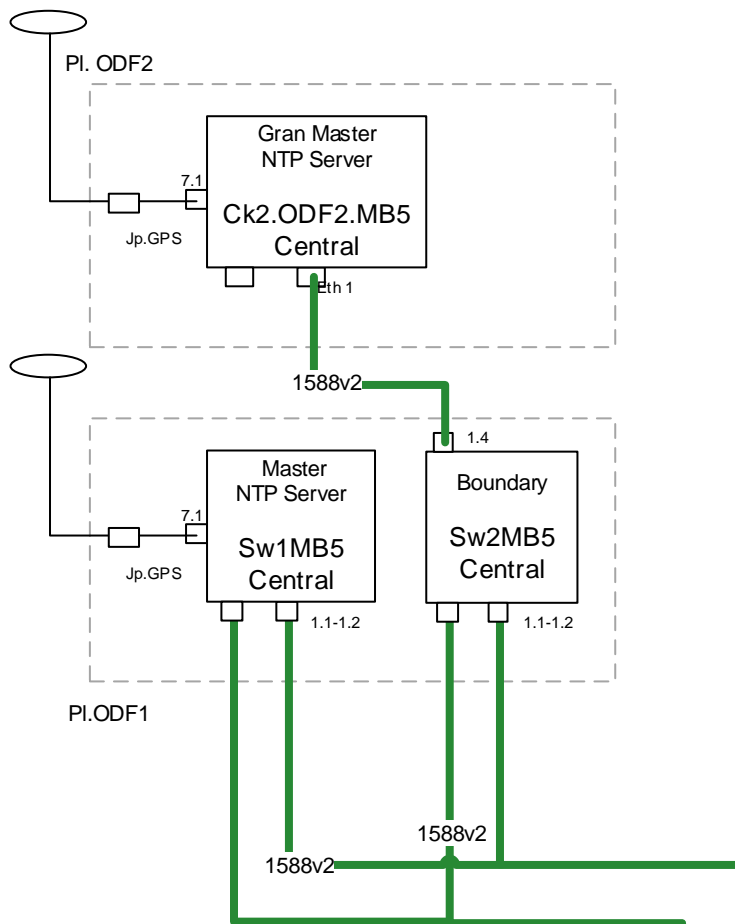 Pl. ODF2
Gran Master
NTP Server
7.1
Ck2.ODF2.MB5
Central
Jp.GPS
Eth 1
1588v2
1.4
Master
NTP Server
Boundary
7.1
Sw1MB5
Central
Sw2MB5
Central
Jp.GPS
1.1-1.2
1.1-1.2
Pl.ODF1
1588v2
1588v2